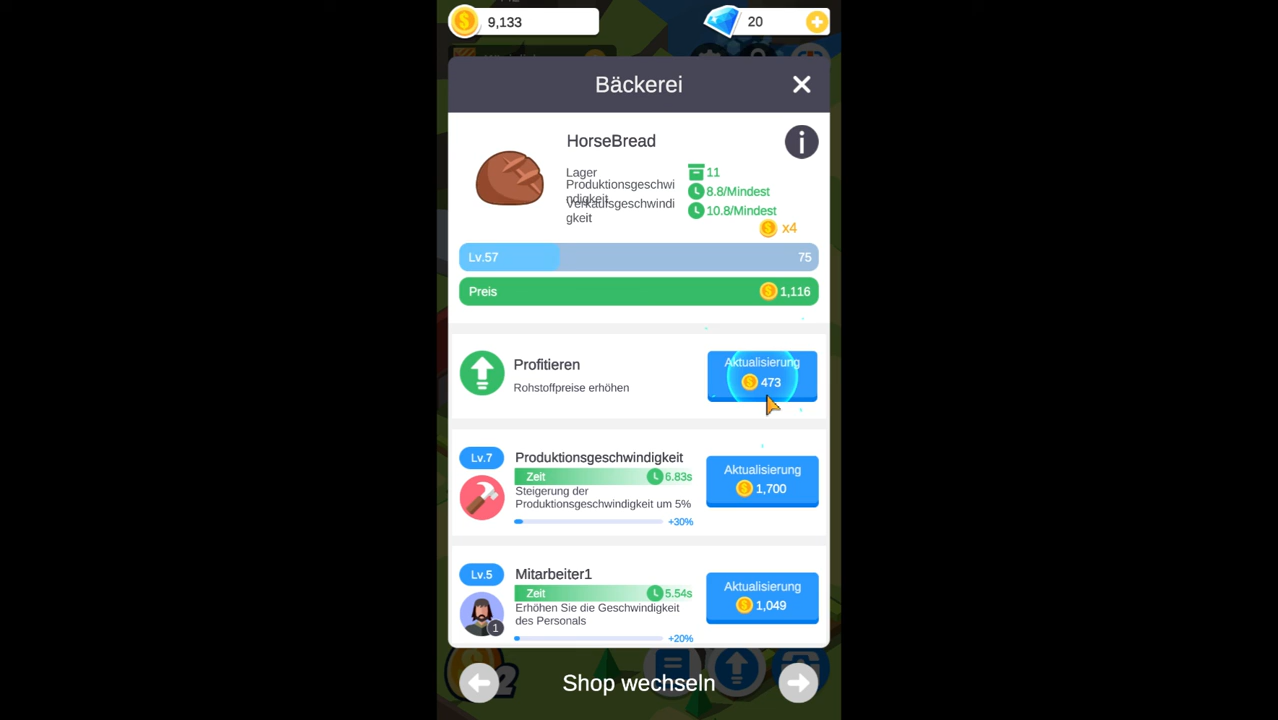 9,133
20
Bäckerei
HorseBread
Lager
11
Produktionsgeschwi
ndigkeit
8.8/Mindest
Verkaufsgeschwindi
gkeit
10.8/Mindest
x4
Lv.57
75
Preis
1,116
Profitieren
Rohstoffpreise erhöhen
Aktualisierung
473
Lv.7
Produktionsgeschwindigkeit
Zeit
6.83s
Steigerung der
Produktionsgeschwindigkeit um 5%
+30%
Aktualisierung
1,700
Lv.5
Mitarbeiter1
Zeit
5.54s
Erhöhen Sie die Geschwindigkeit
des Personals
1
+20%
Aktualisierung
1,049
2
Shop wechseln